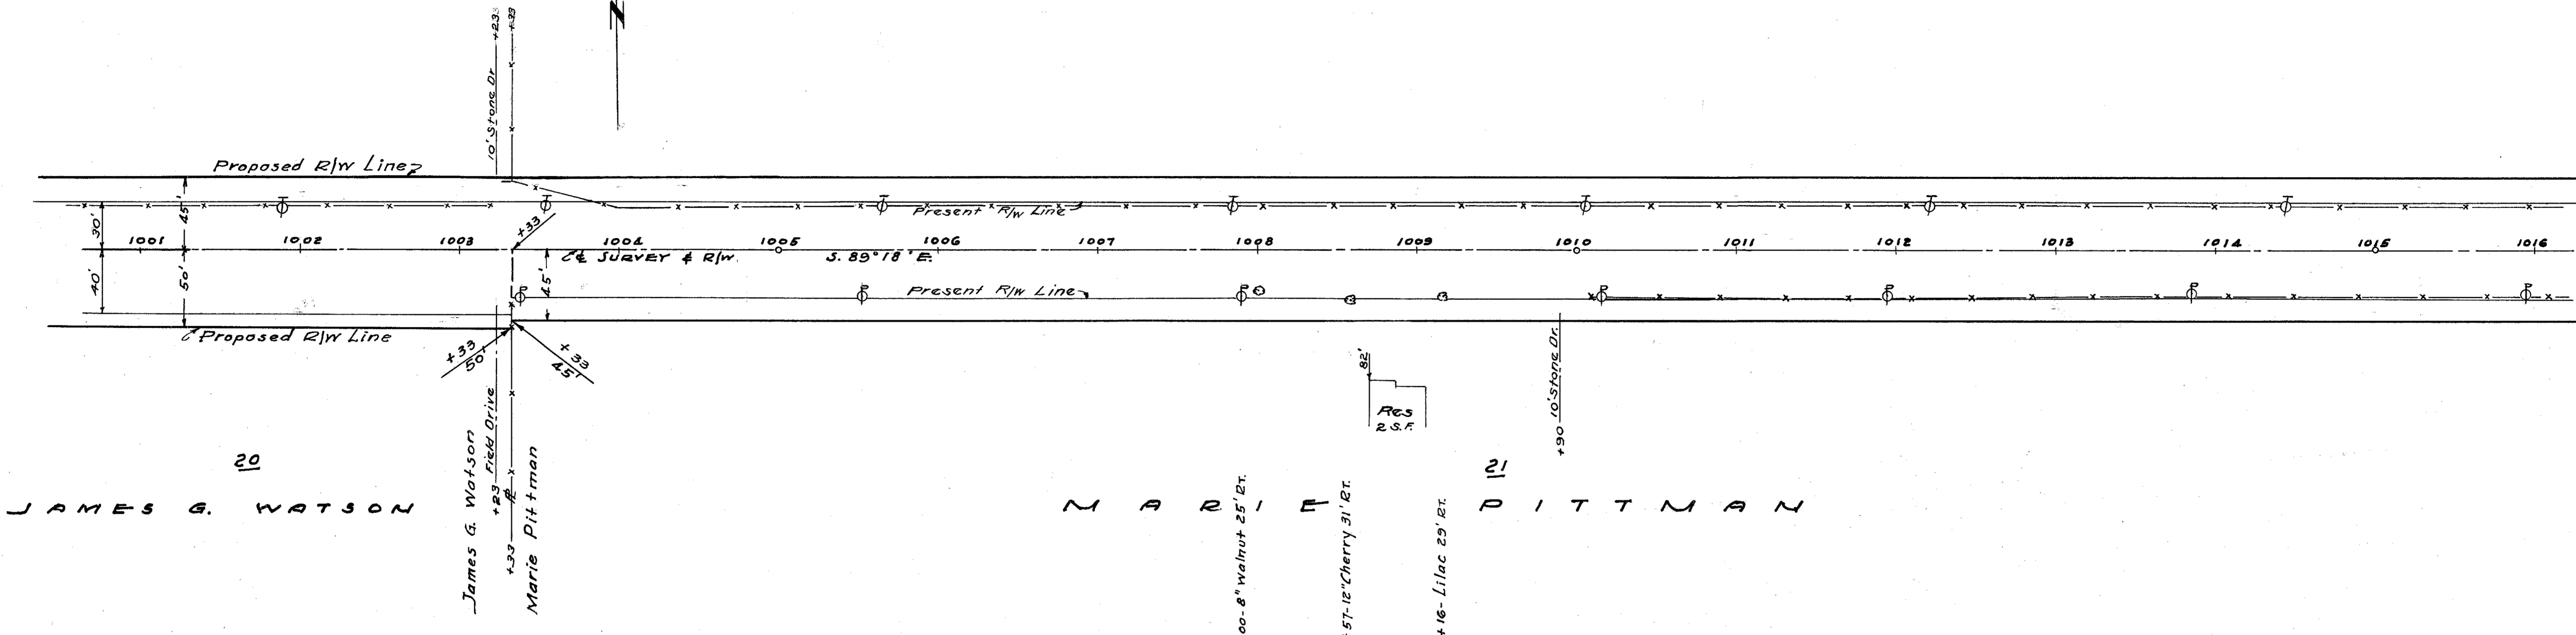 N
+23
+33
10' Stone Dr
Proposed R/W Line
30'
45'
+33
Present R/W Line
1001 1002 1003 1004 1005 1006 1007 1008 1009 1010 1011 1012 1013 1014 1015 1016
℄ SURVEY & R/W. S. 89° 18' E.
40'
50'
45'
T T T T T T T
P P P P P P P
Present R/W Line
Proposed R/W Line
+33
50'
+33
45'
82'
Res
2 S.F.
+90 10' Stone Dr.
20
JAMES G. WATSON
James G. Watson
+23 Field Drive
+33 ⅊
Marie Pittman
21
MARIE PITTMAN
00-8" Walnut 25' RT.
57-12" Cherry 31' RT.
+16- Lilac 29' RT.